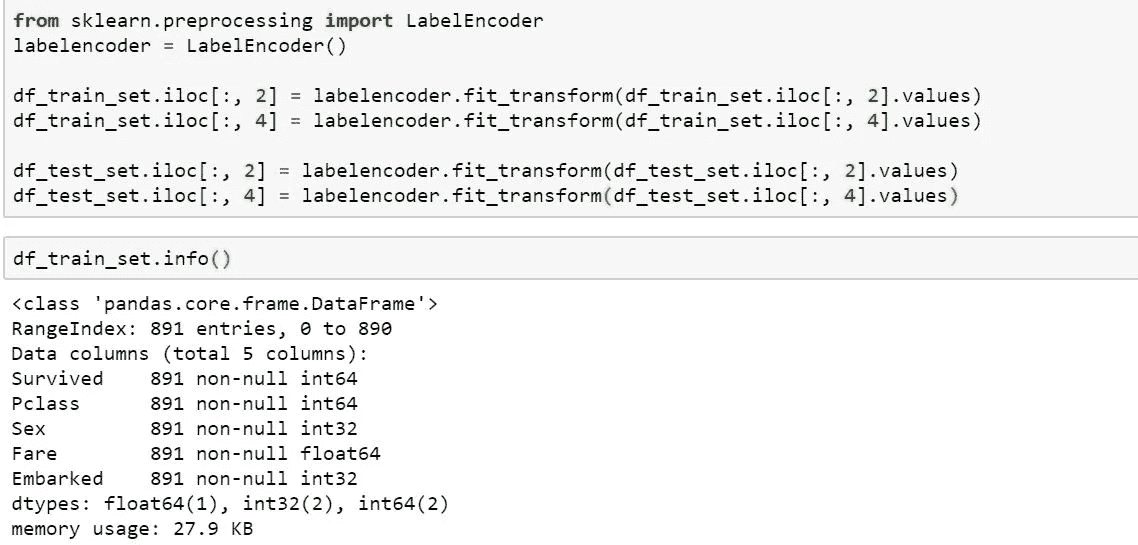 from sklearn.preprocessing import LabelEncoder
labelencoder = LabelEncoder()
df_train_set.iloc[:, 2] = labelencoder.fit_transform(df_train_set.iloc[:, 2].values)
df_train_set.iloc[:, 4] = labelencoder.fit_transform(df_train_set.iloc[:, 4].values)
df_test_set.iloc[:, 2] = labelencoder.fit_transform(df_test_set.iloc[:, 2].values)
df_test_set.iloc[:, 4] = labelencoder.fit_transform(df_test_set.iloc[:, 4].values)
df_train_set.info()
<class 'pandas.core.frame.DataFrame'>
RangeIndex: 891 entries, 0 to 890
Data columns (total 5 columns):
Survived    891 non-null int64
Pclass      891 non-null int64
Sex         891 non-null int32
Fare        891 non-null float64
Embarked    891 non-null int32
dtypes: float64(1), int32(2), int64(2)
memory usage: 27.9 KB